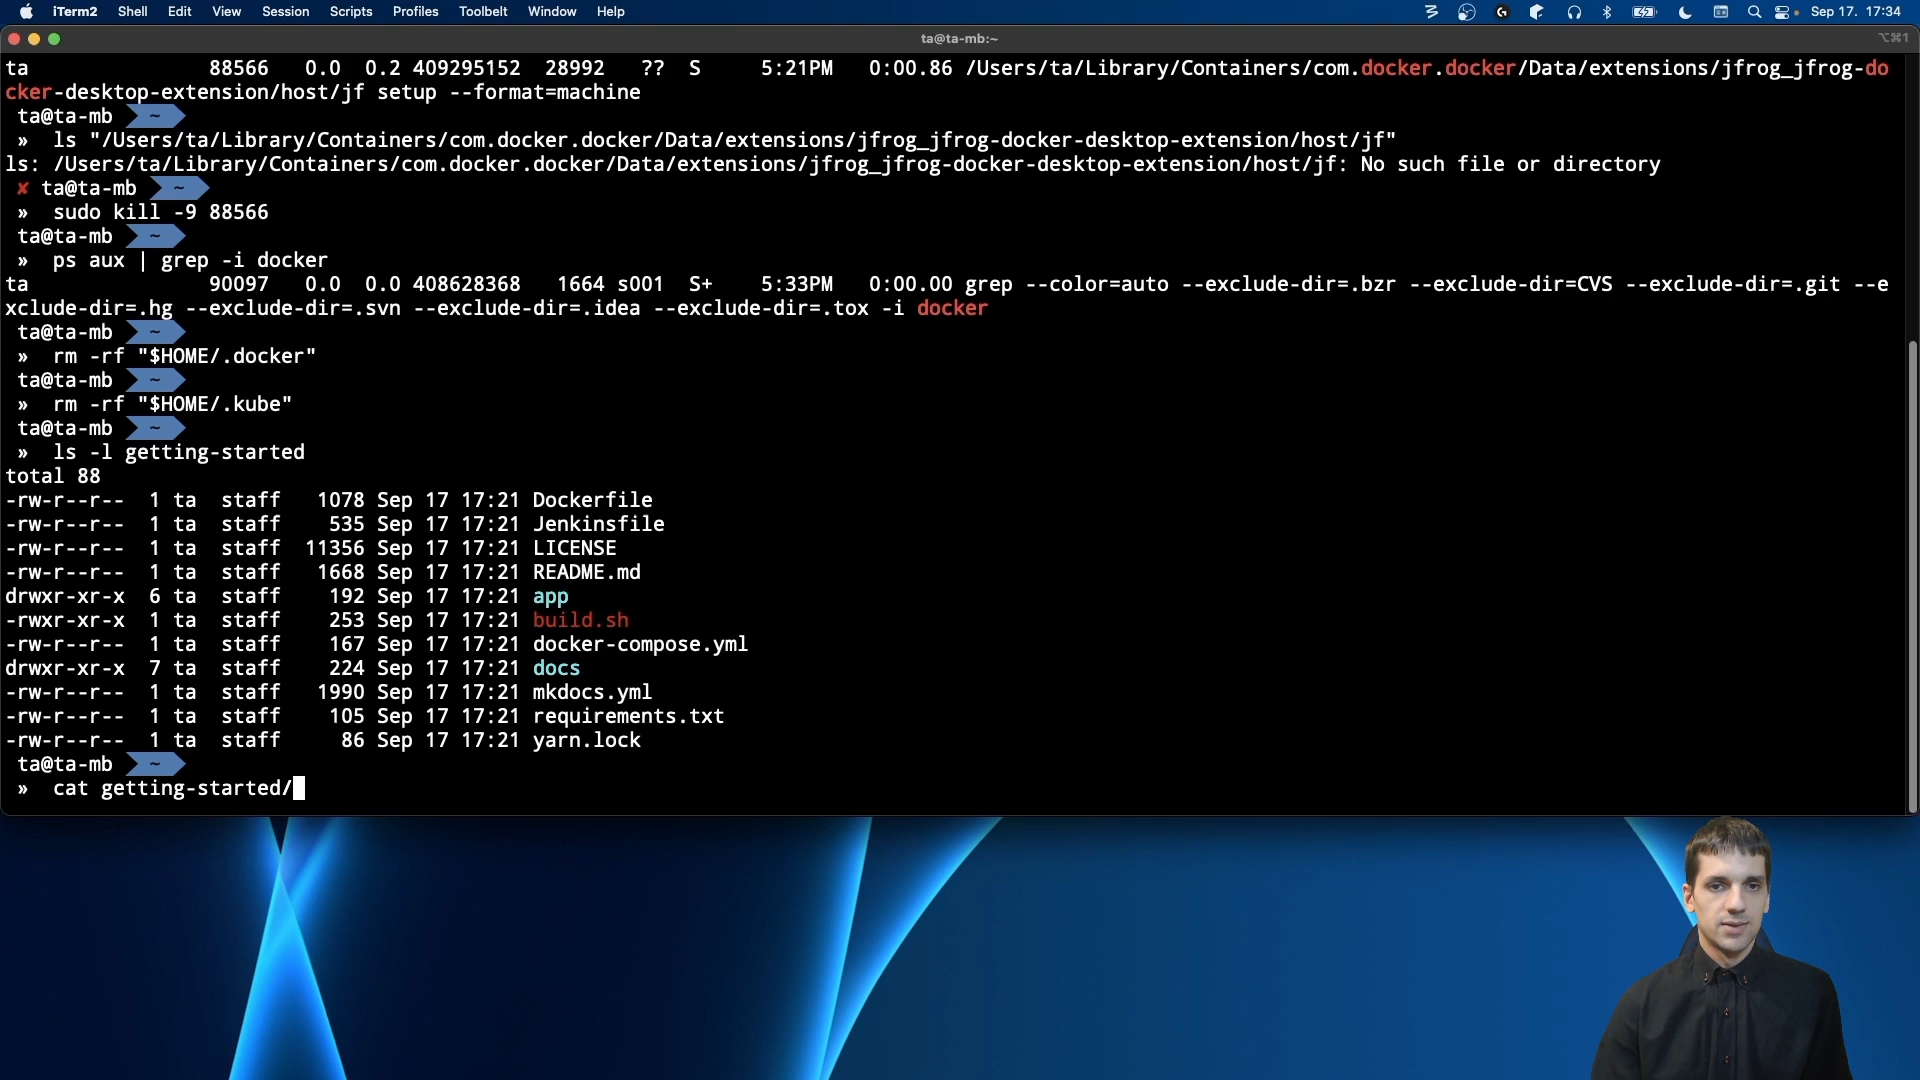 iTerm2 Shell Edit View Session Scripts Profiles Toolbelt Window Help Sep 17. 17:34
ta@ta-mb:~ ⌥⌘1
ta 88566 0.0 0.2 409295152 28992 ?? S 5:21PM 0:00.86 /Users/ta/Library/Containers/com.docker.docker/Data/extensions/jfrog_jfrog-do
cker-desktop-extension/host/jf setup --format=machine
ta@ta-mb ~
» ls "/Users/ta/Library/Containers/com.docker.docker/Data/extensions/jfrog_jfrog-docker-desktop-extension/host/jf"
ls: /Users/ta/Library/Containers/com.docker.docker/Data/extensions/jfrog_jfrog-docker-desktop-extension/host/jf: No such file or directory
✘ ta@ta-mb ~
» sudo kill -9 88566
ta@ta-mb ~
» ps aux | grep -i docker
ta 90097 0.0 0.0 408628368 1664 s001 S+ 5:33PM 0:00.00 grep --color=auto --exclude-dir=.bzr --exclude-dir=CVS --exclude-dir=.git --e
xclude-dir=.hg --exclude-dir=.svn --exclude-dir=.idea --exclude-dir=.tox -i docker
ta@ta-mb ~
» rm -rf "$HOME/.docker"
ta@ta-mb ~
» rm -rf "$HOME/.kube"
ta@ta-mb ~
» ls -l getting-started
total 88
-rw-r--r-- 1 ta staff 1078 Sep 17 17:21 Dockerfile
-rw-r--r-- 1 ta staff 535 Sep 17 17:21 Jenkinsfile
-rw-r--r-- 1 ta staff 11356 Sep 17 17:21 LICENSE
-rw-r--r-- 1 ta staff 1668 Sep 17 17:21 README.md
drwxr-xr-x 6 ta staff 192 Sep 17 17:21 app
-rwxr-xr-x 1 ta staff 253 Sep 17 17:21 build.sh
-rw-r--r-- 1 ta staff 167 Sep 17 17:21 docker-compose.yml
drwxr-xr-x 7 ta staff 224 Sep 17 17:21 docs
-rw-r--r-- 1 ta staff 1990 Sep 17 17:21 mkdocs.yml
-rw-r--r-- 1 ta staff 105 Sep 17 17:21 requirements.txt
-rw-r--r-- 1 ta staff 86 Sep 17 17:21 yarn.lock
ta@ta-mb ~
» cat getting-started/